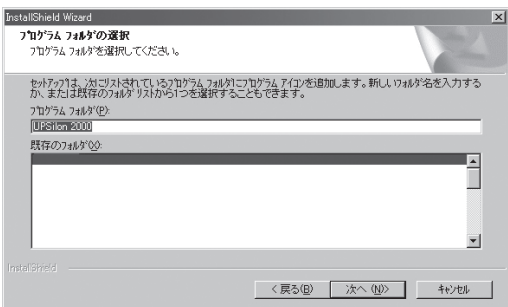 InstallShield Wizard
プログラム フォルダの選択
プログラム フォルダを選択してください。
セットアップは、次にリストされているプログラム フォルダにプログラム アイコンを追加します。新しいフォルダ名を入力する
か、または既存のフォルダ リストから1つを選択することもできます。
プログラム フォルダ(P):
UPSilon 2000
既存のフォルダ(X):
InstallShield
< 戻る(B)
次へ (N)>
キャンセル